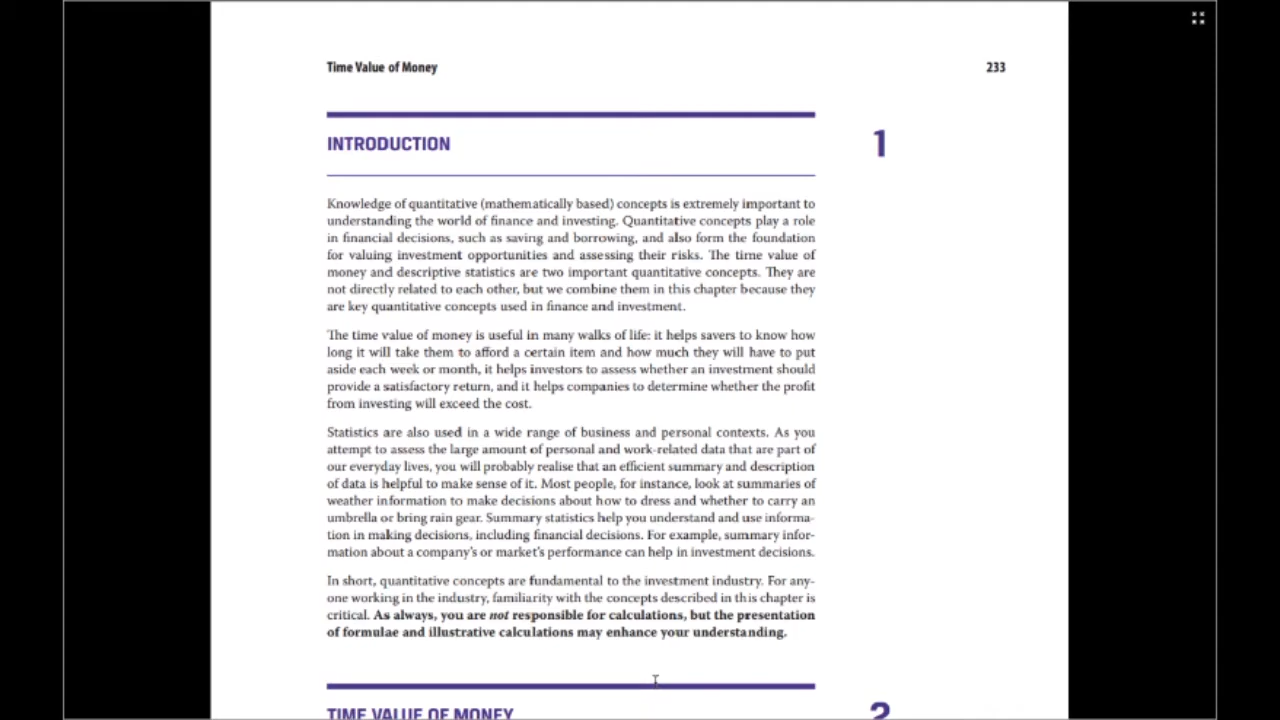 Time Value of Money 233
INTRODUCTION 1
Knowledge of quantitative (mathematically based) concepts is extremely important to
understanding the world of finance and investing. Quantitative concepts play a role
in financial decisions, such as saving and borrowing, and also form the foundation
for valuing investment opportunities and assessing their risks. The time value of
money and descriptive statistics are two important quantitative concepts. They are
not directly related to each other, but we combine them in this chapter because they
are key quantitative concepts used in finance and investment.
The time value of money is useful in many walks of life: it helps savers to know how
long it will take them to afford a certain item and how much they will have to put
aside each week or month, it helps investors to assess whether an investment should
provide a satisfactory return, and it helps companies to determine whether the profit
from investing will exceed the cost.
Statistics are also used in a wide range of business and personal contexts. As you
attempt to assess the large amount of personal and work-related data that are part of
our everyday lives, you will probably realise that an efficient summary and description
of data is helpful to make sense of it. Most people, for instance, look at summaries of
weather information to make decisions about how to dress and whether to carry an
umbrella or bring rain gear. Summary statistics help you understand and use informa-
tion in making decisions, including financial decisions. For example, summary infor-
mation about a company's or market's performance can help in investment decisions.
In short, quantitative concepts are fundamental to the investment industry. For any-
one working in the industry, familiarity with the concepts described in this chapter is
critical. As always, you are not responsible for calculations, but the presentation
of formulae and illustrative calculations may enhance your understanding.
TIME VALUE OF MONEY 2